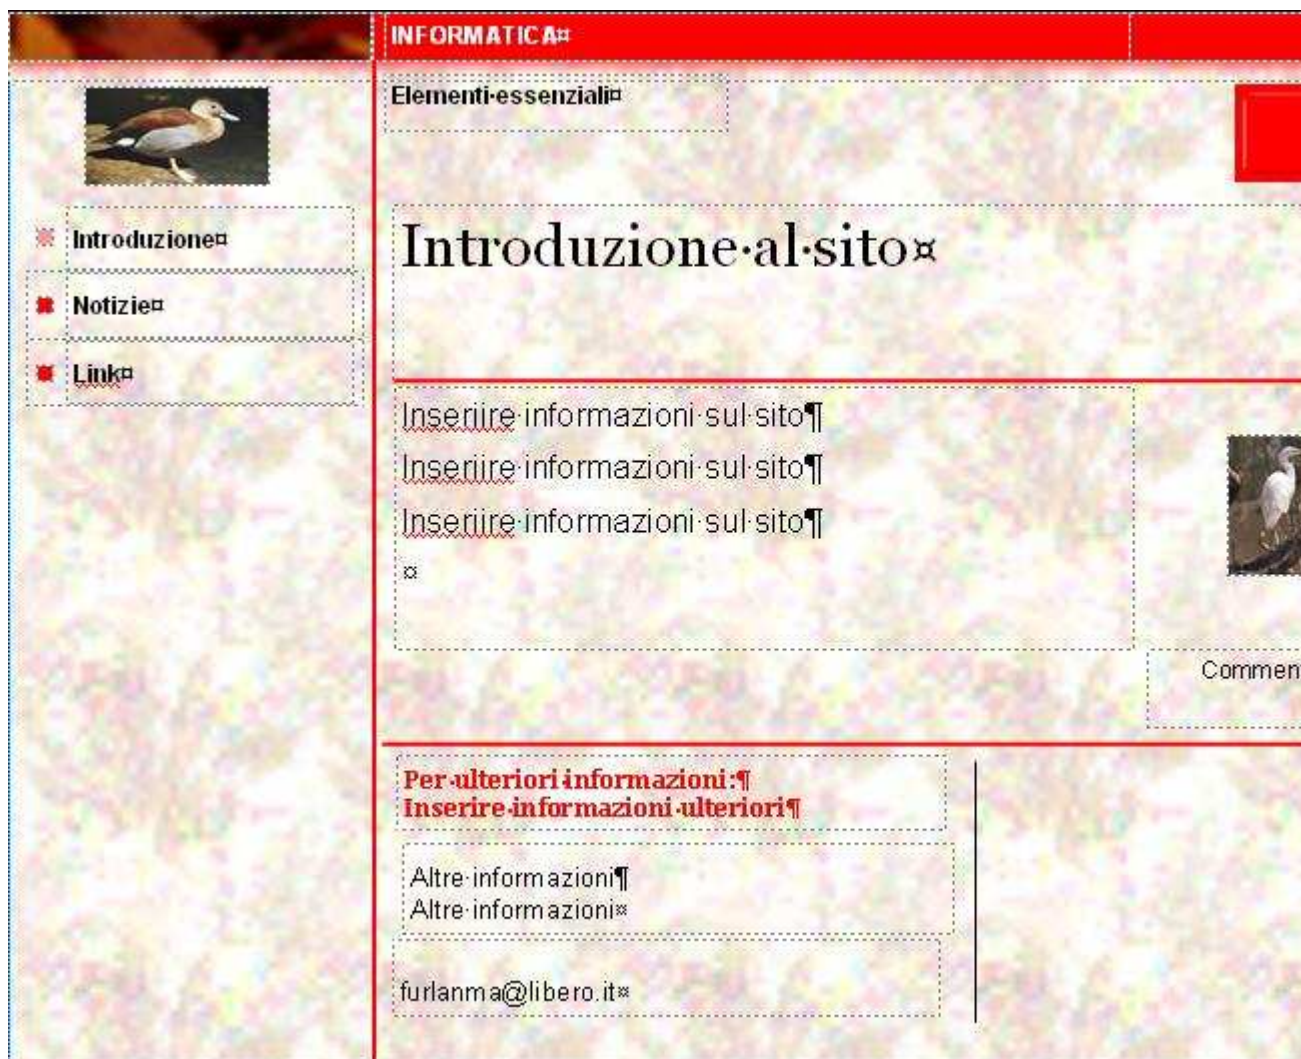 INFORMATICA¤
Elementi·essenziali¤
Introduzione¤
Notizie¤
Link¤
Introduzione·al·sito¤
Inseriire·informazioni·sul·sito¶
Inseriire·informazioni·sul·sito¶
Inseriire·informazioni·sul·sito¶
¤
Commen
Per·ulteriori·informazioni:¶
Inserire·informazioni·ulteriori¶
Altre·informazioni¶
Altre·informazioni¤
furlanma@libero.it¤